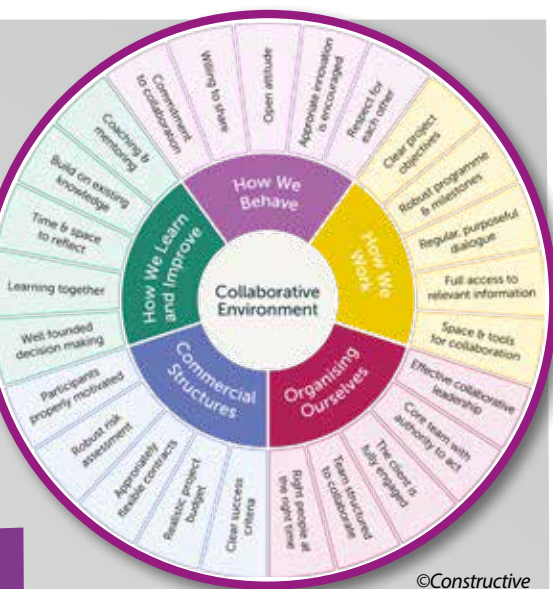 Collaborative
Environment
How We
Behave
Commitment
to collaboration
Willing to share
Open attitude
Approriate innovation
is encouraged
Respect for
each other
How We
Work
Clear project
objectives
Robust programme
& milestones
Regular, purposeful
dialogue
Full access to
relevant information
Space & tools
for collaboration
Organising
Ourselves
Effective collaborative
leadership
Core team with
authority to act
The client is
fully engaged
Team structured
to collaborate
Right people at
the right time
Commercial
Structures
Clear success
criteria
Realistic project
budget
Approriately
flexible contracts
Robust risk
assessment
Participants
properly motivated
How We Learn
and Improve
Well founded
decision making
Learning together
Time & space
to reflect
Build on existing
knowledge
Coaching &
mentoring
©Constructive